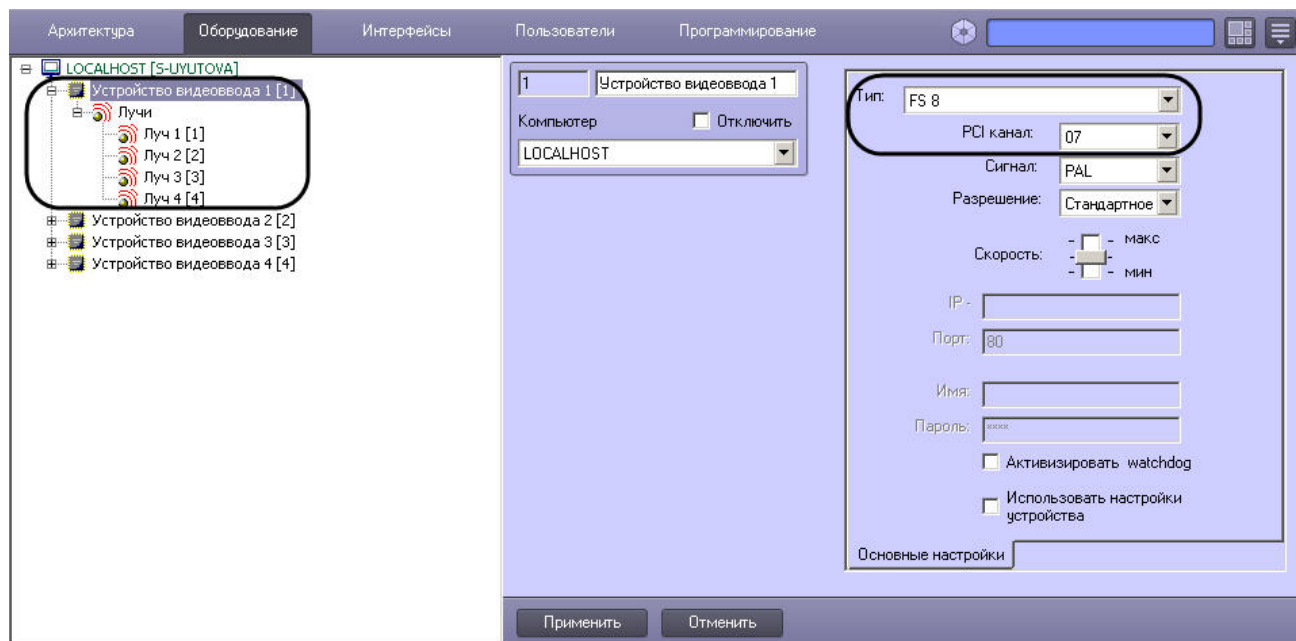 Архитектура Оборудование Интерфейсы Пользователи Программирование
LOCALHOST [S-UYUTOVA]
Устройство видеоввода 1 [1]
Лучи
Луч 1 [1]
Луч 2 [2]
Луч 3 [3]
Луч 4 [4]
Устройство видеоввода 2 [2]
Устройство видеоввода 3 [3]
Устройство видеоввода 4 [4]
1 Устройство видеоввода 1
Компьютер Отключить
LOCALHOST
Тип: FS 8
PCI канал: 07
Сигнал: PAL
Разрешение: Стандартное
Скорость:
- - макс
- -
- - мин
IP -
Порт: 80
Имя:
Пароль: ****
Активизировать watchdog
Использовать настройки
устройства
Основные настройки
Применить Отменить